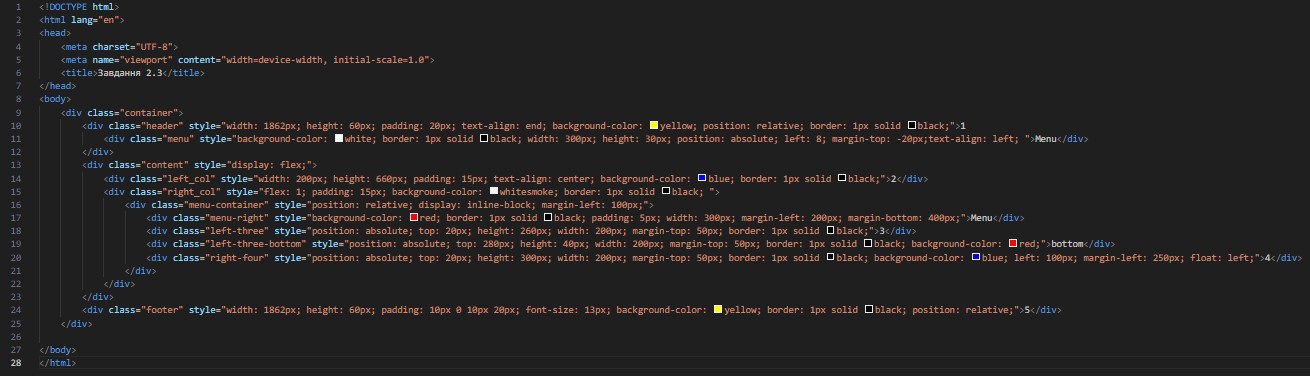 1 <!DOCTYPE html>
2 <html lang="en">
3 <head>
4     <meta charset="UTF-8">
5     <meta name="viewport" content="width=device-width, initial-scale=1.0">
6     <title>Завдання 2.3</title>
7 </head>
8 <body>
9     <div class="container">
10         <div class="header" style="width: 1862px; height: 60px; padding: 20px; text-align: end; background-color: yellow; position: relative; border: 1px solid black;">1
11             <div class="menu" style="background-color: white; border: 1px solid black; width: 300px; height: 30px; position: absolute; left: 8; margin-top: -20px;text-align: left; ">Menu</div>
12         </div>
13         <div class="content" style="display: flex;">
14             <div class="left_col" style="width: 200px; height: 660px; padding: 15px; text-align: center; background-color: blue; border: 1px solid black;">2</div>
15             <div class="right_col" style="flex: 1; padding: 15px; background-color: whitesmoke; border: 1px solid black; ">
16                 <div class="menu-container" style="position: relative; display: inline-block; margin-left: 100px;">
17                     <div class="menu-right" style="background-color: red; border: 1px solid black; padding: 5px; width: 300px; margin-left: 200px; margin-bottom: 400px;">Menu</div>
18                     <div class="left-three" style="position: absolute; top: 20px; height: 260px; width: 200px; margin-top: 50px; border: 1px solid black;">3</div>
19                     <div class="left-three-bottom" style="position: absolute; top: 280px; height: 40px; width: 200px; margin-top: 50px; border: 1px solid black; background-color: red;">bottom</div>
20                     <div class="right-four" style="position: absolute; top: 20px; height: 300px; width: 200px; margin-top: 50px; border: 1px solid black; background-color: blue; left: 100px; margin-left: 250px; float: left;">4</div>
21                 </div>
22             </div>
23         </div>
24         <div class="footer" style="width: 1862px; height: 60px; padding: 10px 0 10px 20px; font-size: 13px; background-color: yellow; border: 1px solid black; position: relative;">5</div>
25     </div>
26
27 </body>
28 </html>